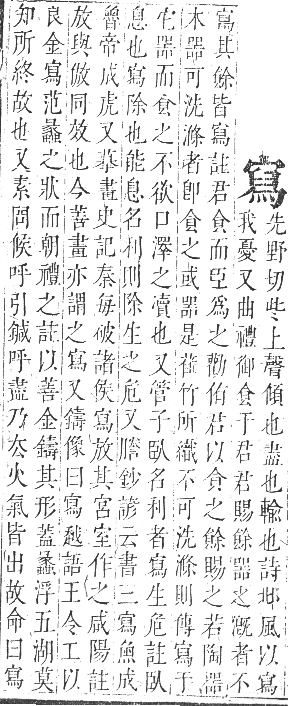 寫
先野切些上聲傾也盡也輸也詩邶風以寫
我憂又曲禮御食于君君賜餘器之漑者不
寫其餘皆寫註君食而臣爲之勸侑君以食之餘賜之若陶器
木器可洗滌者卽食之或器是萑竹所織不可洗滌則傳寫于
它器而食之不欲口澤之瀆也又管子臥名利者寫生危註臥
息也寫除也能息名利則除生之危又膽鈔諺云書三寫魚成
魯帝成虎又摹畫史記秦每破諸侯寫放其宮室作之咸陽註
放與倣同效也今善畫亦謂之寫又鑄像曰寫越語王令工以
良金寫范蠡之狀而朝禮之註以善金鑄其形蓋蠡浮五湖莫
知所終故也又素問候呼引鍼呼盡乃去大氣皆出故命曰寫